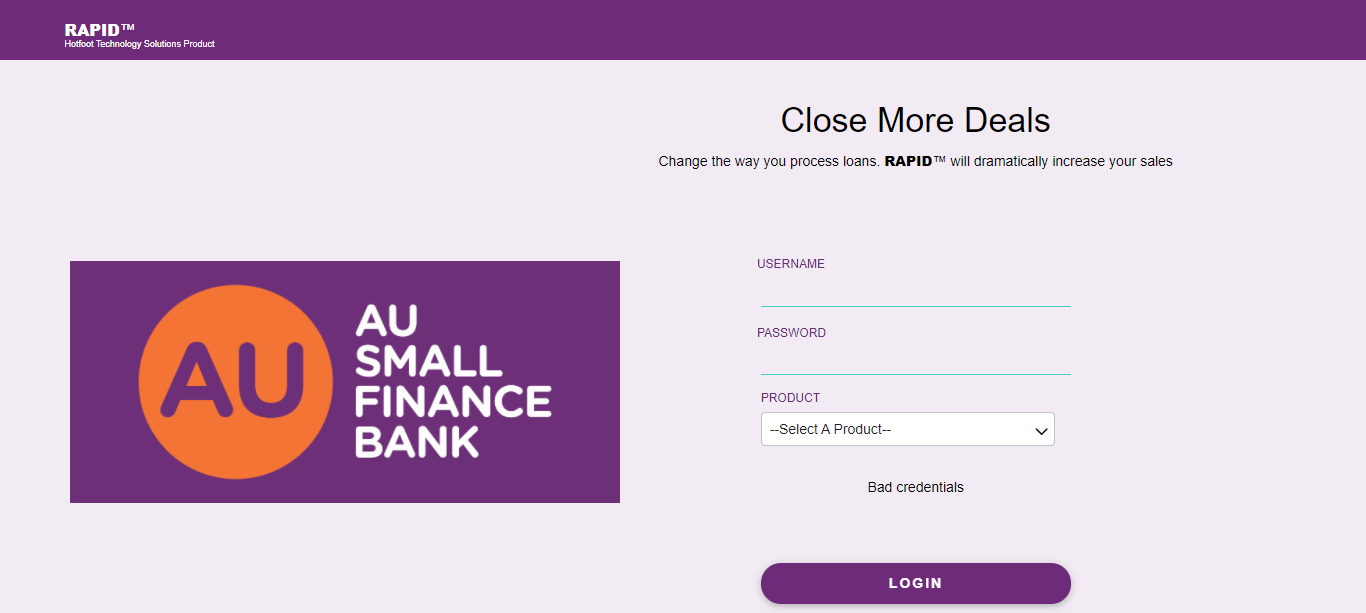 RAPID™
Hotfoot Technology Solutions Product
Close More Deals
Change the way you process loans. RAPID™ will dramatically increase your sales
AU
AU
SMALL
FINANCE
BANK
USERNAME
PASSWORD
PRODUCT
--Select A Product--
Bad credentials
LOGIN